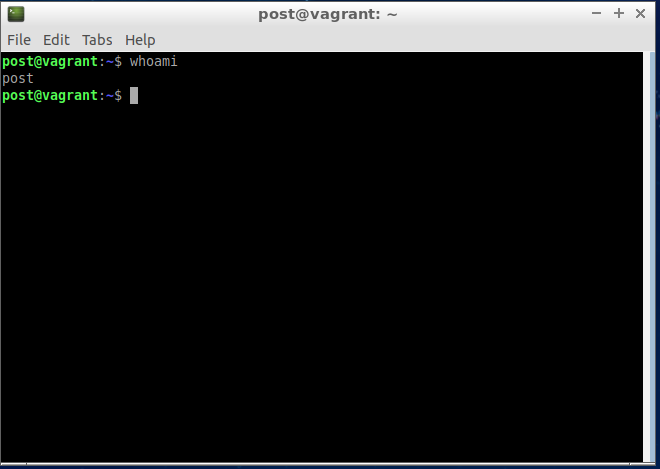 post@vagrant: ~
File Edit Tabs Help
post@vagrant:~$ whoami
post
post@vagrant:~$